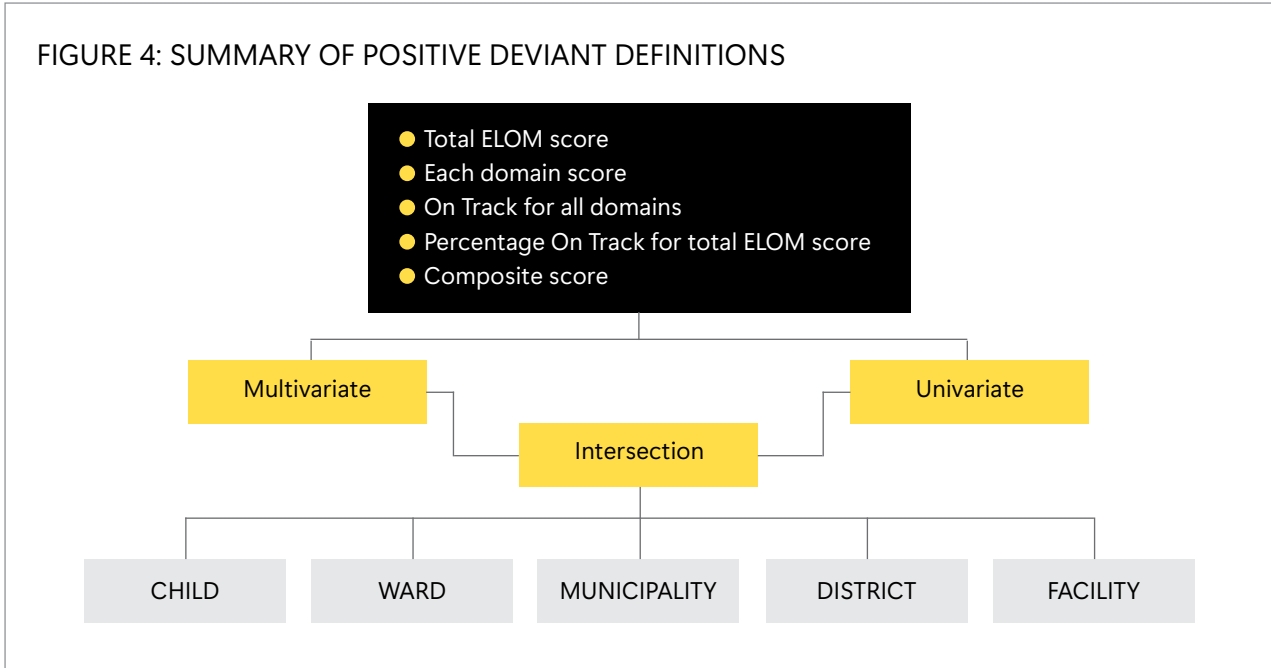 FIGURE 4: SUMMARY OF POSITIVE DEVIANT DEFINITIONS
Total ELOM score
Each domain score
On Track for all domains
Percentage On Track for total ELOM score
Composite score
Multivariate
Univariate
Intersection
CHILD
WARD
MUNICIPALITY
DISTRICT
FACILITY